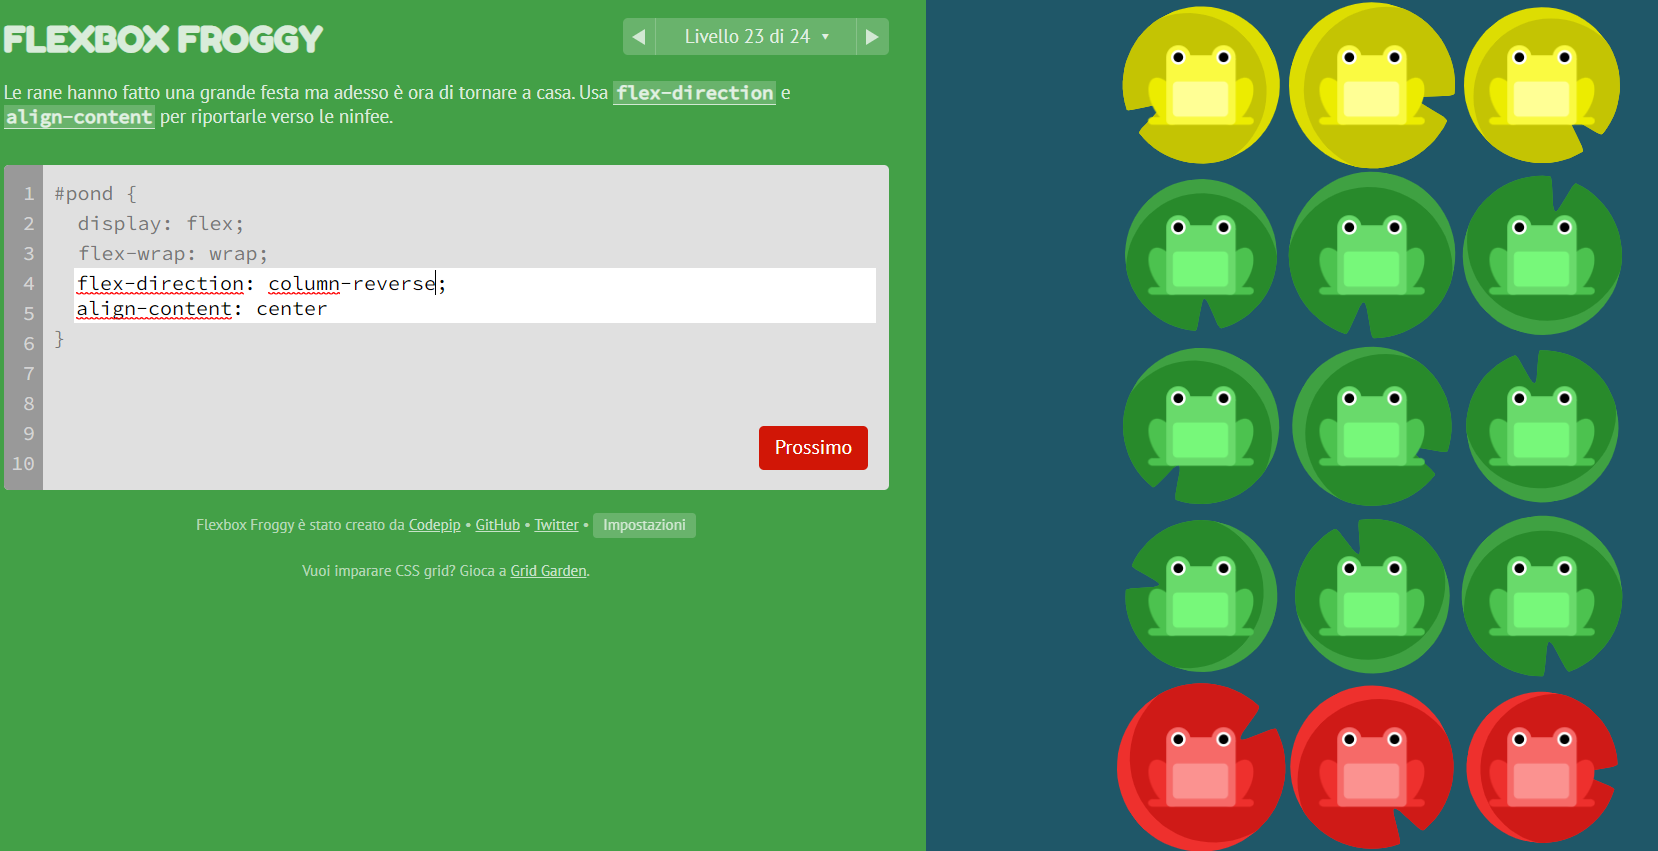 FLEXBOX FROGGY
◀ Livello 23 di 24 ▼ ▶
Le rane hanno fatto una grande festa ma adesso è ora di tornare a casa. Usa flex-direction e
align-content per riportarle verso le ninfee.
1 #pond {
2 display: flex;
3 flex-wrap: wrap;
4 flex-direction: column-reverse;
5 align-content: center
6 }
7
8
9
10
Prossimo
Flexbox Froggy è stato creato da Codepip • GitHub • Twitter • Impostazioni
Vuoi imparare CSS grid? Gioca a Grid Garden.